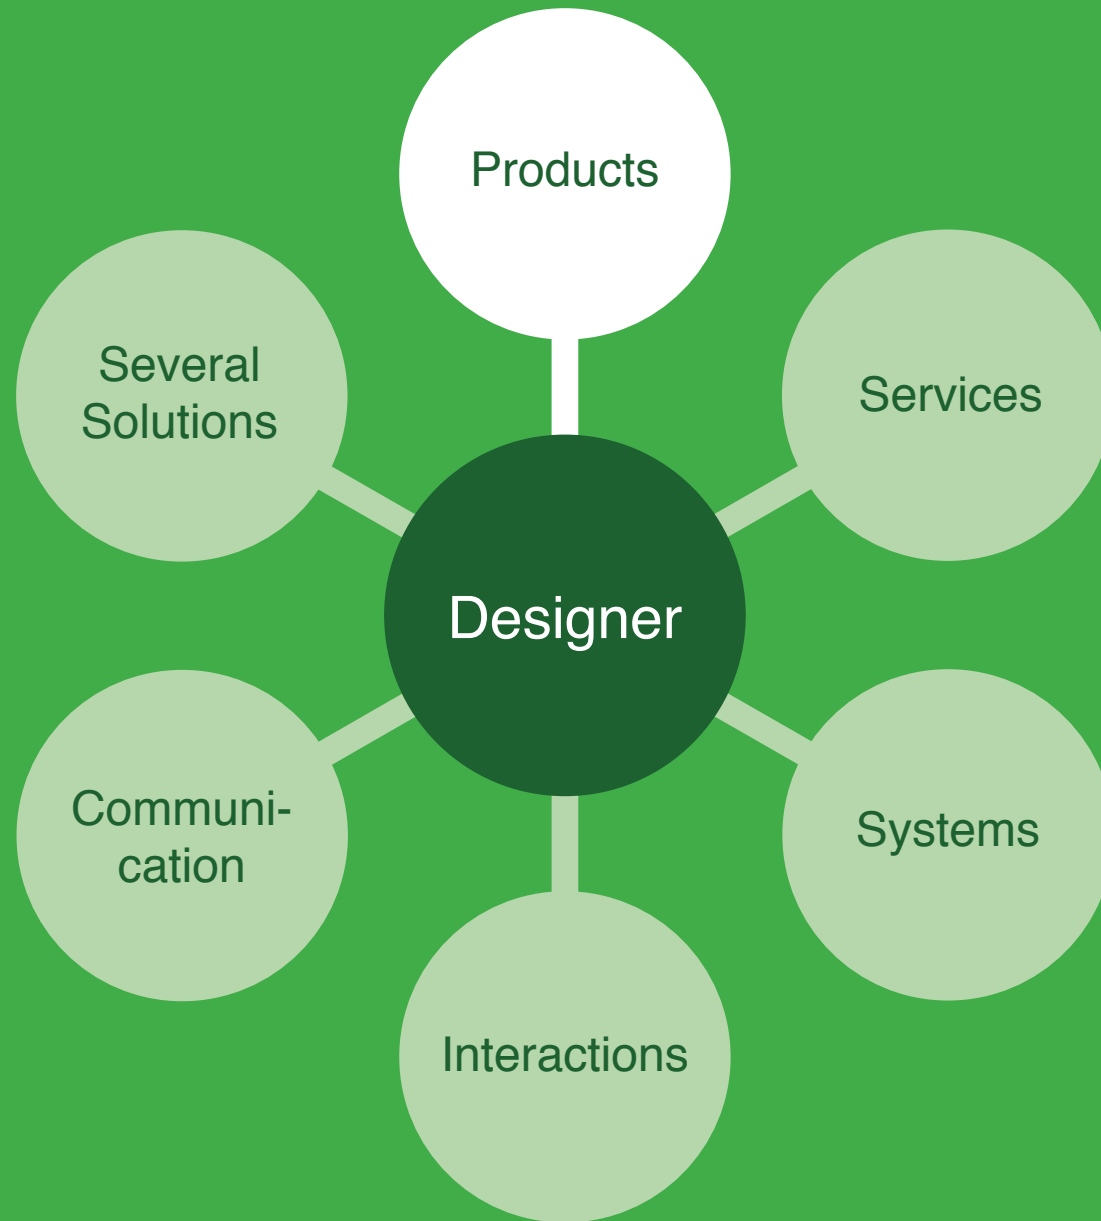 Products
Several
Solutions
Services
Designer
Communi-
cation
Systems
Interactions